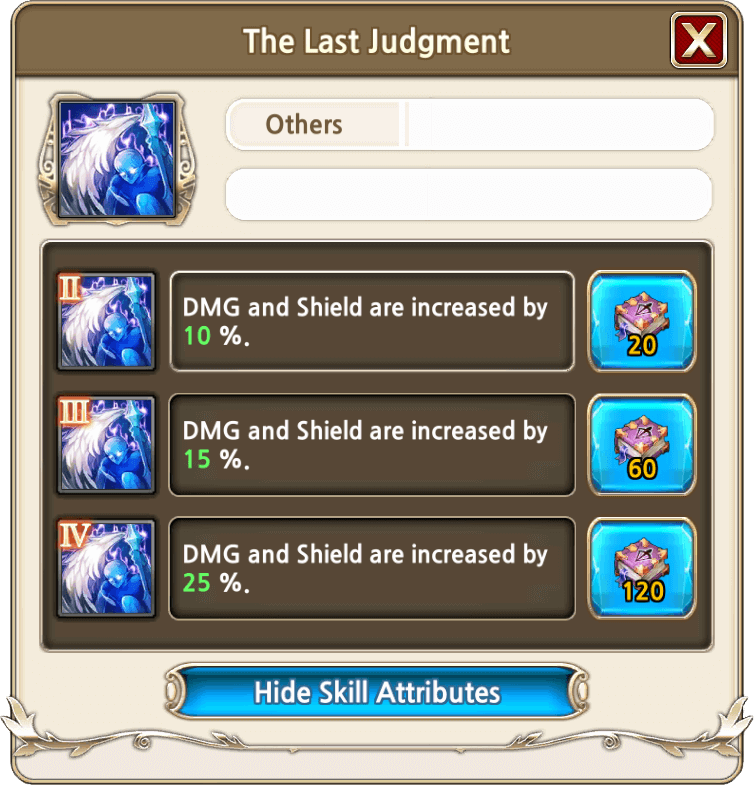 The Last Judgment
X
Others
II
DMG and Shield are increased by
10 %.
20
III
DMG and Shield are increased by
15 %.
60
IV
DMG and Shield are increased by
25 %.
120
Hide Skill Attributes